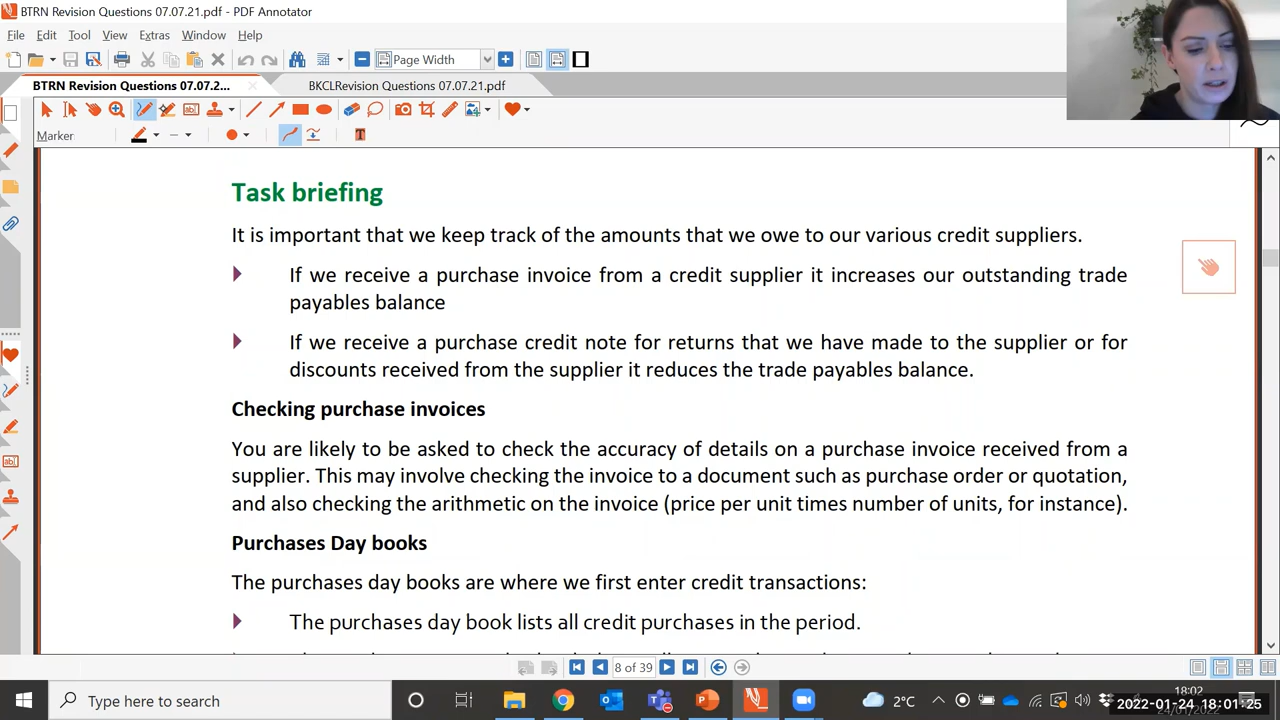 BTRN Revision Questions 07.07.21.pdf - PDF Annotator
File Edit Tool View Extras Window Help
Page Width
BTRN Revision Questions 07.07.2... BKCLRevision Questions 07.07.21.pdf
Marker
Task briefing
It is important that we keep track of the amounts that we owe to our various credit suppliers.
If we receive a purchase invoice from a credit supplier it increases our outstanding trade
payables balance
If we receive a purchase credit note for returns that we have made to the supplier or for
discounts received from the supplier it reduces the trade payables balance.
Checking purchase invoices
You are likely to be asked to check the accuracy of details on a purchase invoice received from a
supplier. This may involve checking the invoice to a document such as purchase order or quotation,
and also checking the arithmetic on the invoice (price per unit times number of units, for instance).
Purchases Day books
The purchases day books are where we first enter credit transactions:
The purchases day book lists all credit purchases in the period.
8 of 39
Type here to search
2°C
18:02
2022-01-24 18:01:25
24/01/2022